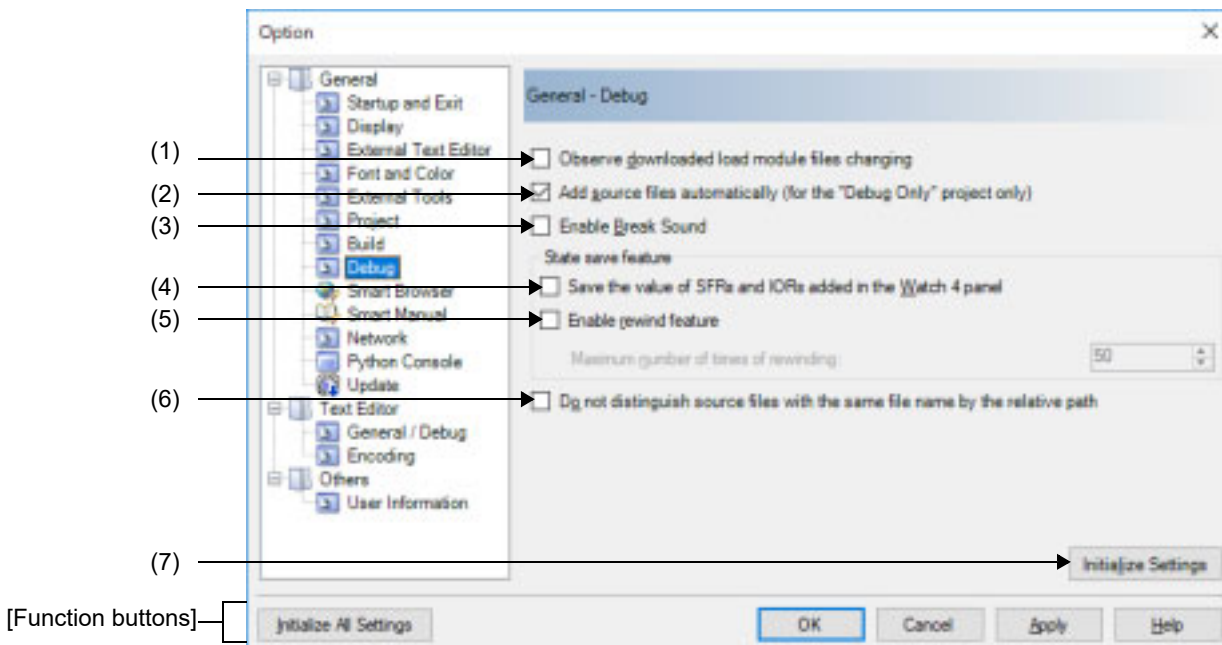 Option
General
Startup and Exit
Display
External Text Editor
Font and Color
External Tools
Project
Build
Debug
Smart Browser
Smart Manual
Network
Python Console
Update
Text Editor
General / Debug
Encoding
Others
User Information
General - Debug
(1) Observe downloaded load module files changing
(2) Add source files automatically (for the "Debug Only" project only)
(3) Enable Break Sound
State save feature
(4) Save the value of SFRs and IORs added in the Watch 4 panel
(5) Enable rewind feature
Maximum number of times of rewinding : 50
(6) Do not distinguish source files with the same file name by the relative path
(7) Initialize Settings
[Function buttons] Initialize All Settings OK Cancel Apply Help